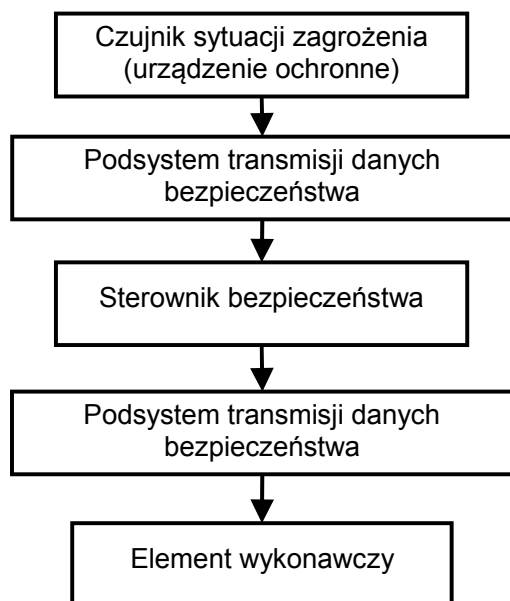 Czujnik sytuacji zagrożenia
(urządzenie ochronne)
Podsystem transmisji danych
bezpieczeństwa
Sterownik bezpieczeństwa
Podsystem transmisji danych
bezpieczeństwa
Element wykonawczy